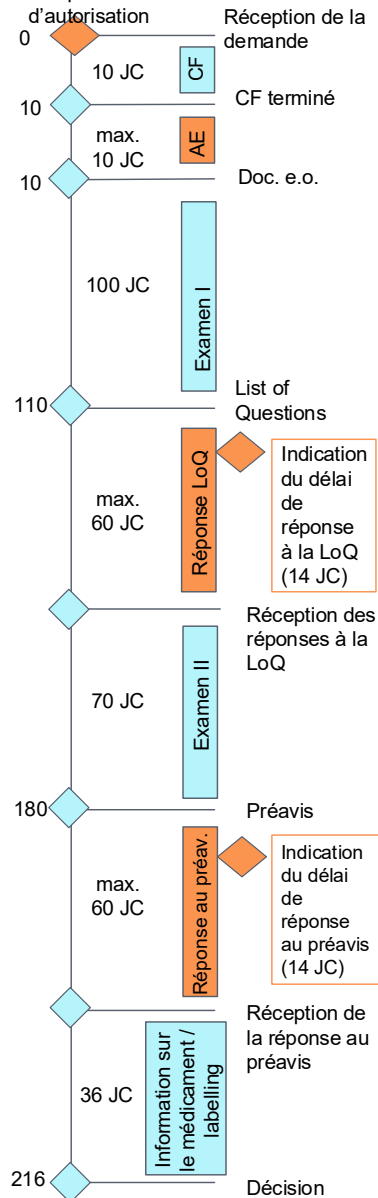 d'autorisation
Réception de la
demande
0
10 JC
CF
10
CF terminé
max.
10 JC
AE
10
Doc. e.o.
100 JC
Examen I
110
List of
Questions
max.
60 JC
Réponse LoQ
Indication
du délai
de
réponse
à la LoQ
(14 JC)
Réception des
réponses à la
LoQ
70 JC
Examen II
180
Préavis
max.
60 JC
Réponse au préav.
Indication
du délai
de
réponse
au préavis
(14 JC)
Réception de
la réponse au
préavis
36 JC
Information sur
le médicament /
labelling
216
Décision